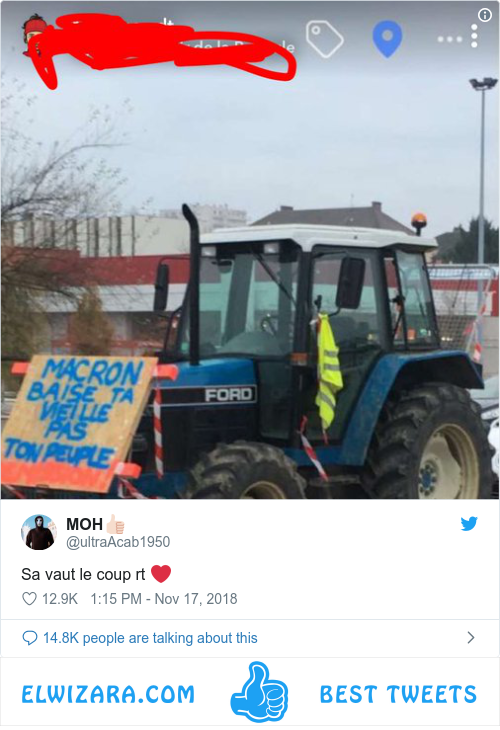 FORD
MACRON
BAISE TA
VIEILLE
PAS
TON PEUPLE
MOH
@ultraAcab1950
Sa vaut le coup rt
12.9K 1:15 PM - Nov 17, 2018
14.8K people are talking about this
ELWIZARA.COM BEST TWEETS